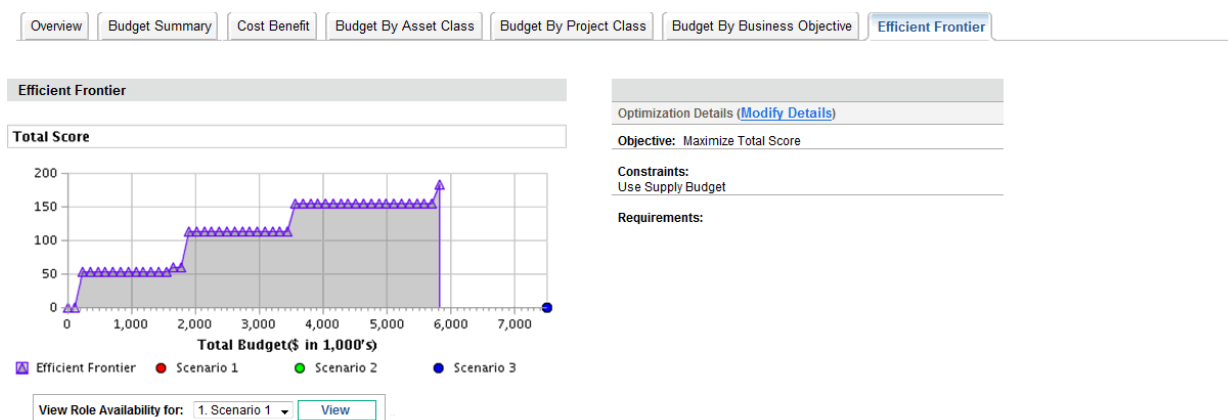 Overview Budget Summary Cost Benefit Budget By Asset Class Budget By Project Class Budget By Business Objective Efficient Frontier
Efficient Frontier
Total Score
200
150
100
50
0
0 1,000 2,000 3,000 4,000 5,000 6,000 7,000
Total Budget($ in 1,000's)
Efficient Frontier Scenario 1 Scenario 2 Scenario 3
View Role Availability for: 1. Scenario 1 View
Optimization Details (Modify Details)
Objective: Maximize Total Score
Constraints:
Use Supply Budget
Requirements: